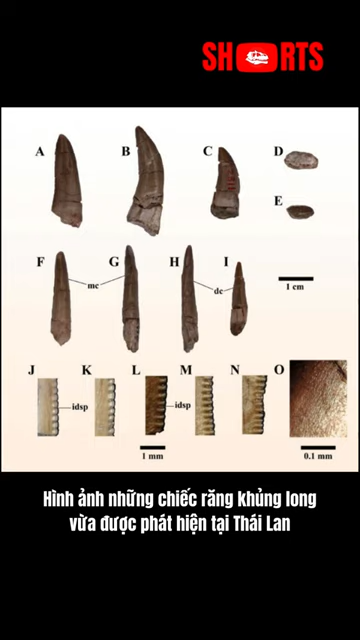 SHORTS
A B C D
E
F G H I
mc
dc
1 cm
J K L M N O
idsp idsp
1 mm 0.1 mm
Hình ảnh những chiếc răng khủng long
vừa được phát hiện tại Thái Lan